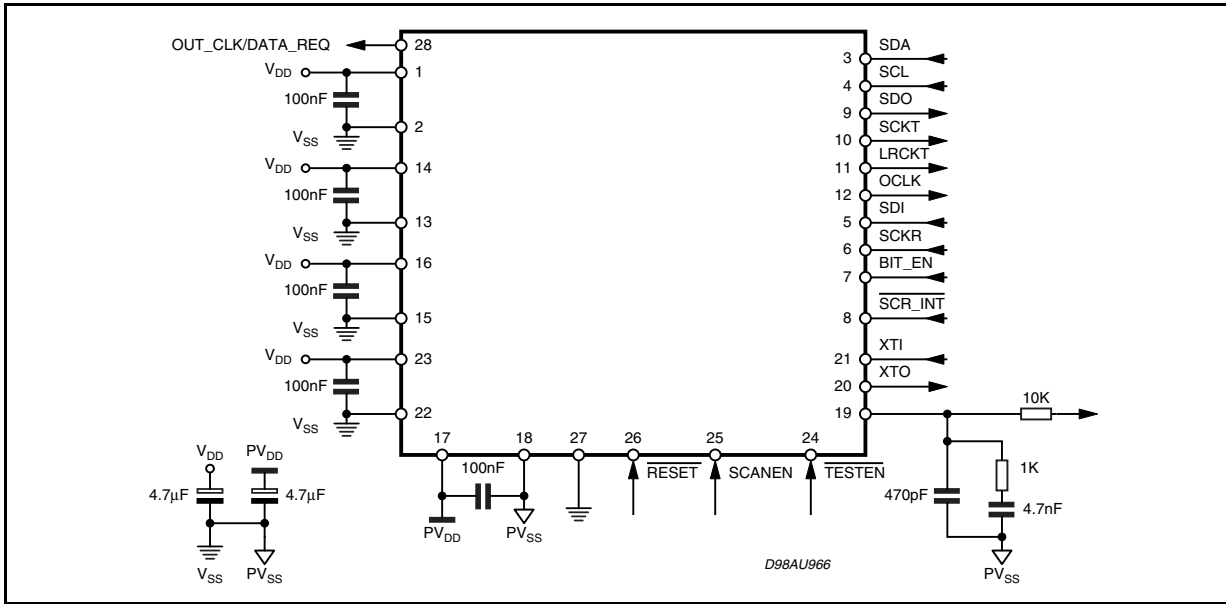 OUT_CLK/DATA_REQ 28
VDD 1
100nF
VSS 2
VDD 14
100nF
VSS 13
VDD 16
100nF
VSS 15
VDD 23
100nF
VSS 22
3 SDA
4 SCL
9 SDO
10 SCKT
11 LRCKT
12 OCLK
5 SDI
6 SCKR
7 BIT_EN
8 SCR_INT
21 XTI
20 XTO
19 10K
17 18 27 26 25 24
100nF RESET SCANEN TESTEN
PVDD PVSS
VDD PVDD
4.7μF 4.7μF
VSS PVSS
1K
470pF 4.7nF
PVSS
D98AU966